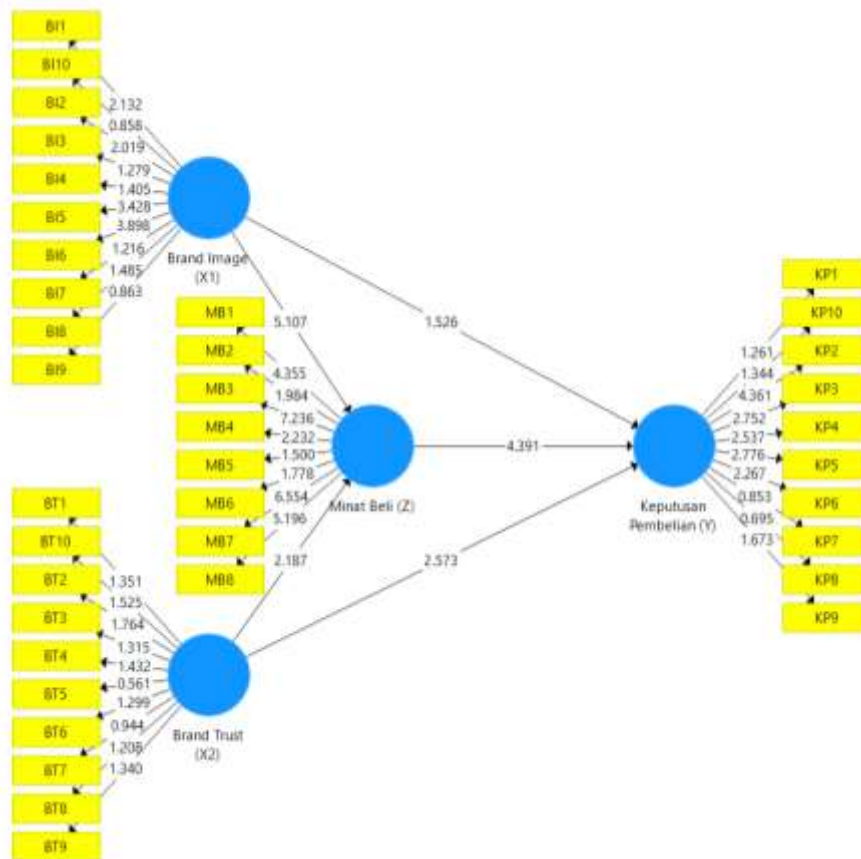 BI1
BI10
BI2
BI3
BI4
BI5
BI6
BI7
BI8
BI9
2.132
0.858
2.019
1.279
1.405
3.428
3.898
1.216
1.485
0.863
Brand Image
(X1)
MB1
MB2
MB3
MB4
MB5
MB6
MB7
MB8
5.107
4.355
1.984
7.236
2.232
1.500
1.778
6.554
5.196
2.187
Minat Beli (Z)
1.526
4.391
2.573
BT1
BT10
BT2
BT3
BT4
BT5
BT6
BT7
BT8
BT9
1.351
1.525
1.764
1.315
1.432
0.561
1.299
0.944
1.208
1.340
Brand Trust
(X2)
Keputusan
Pembelian (Y)
1.261
1.344
4.361
2.752
2.537
2.776
2.267
0.853
0.695
1.673
KP1
KP10
KP2
KP3
KP4
KP5
KP6
KP7
KP8
KP9